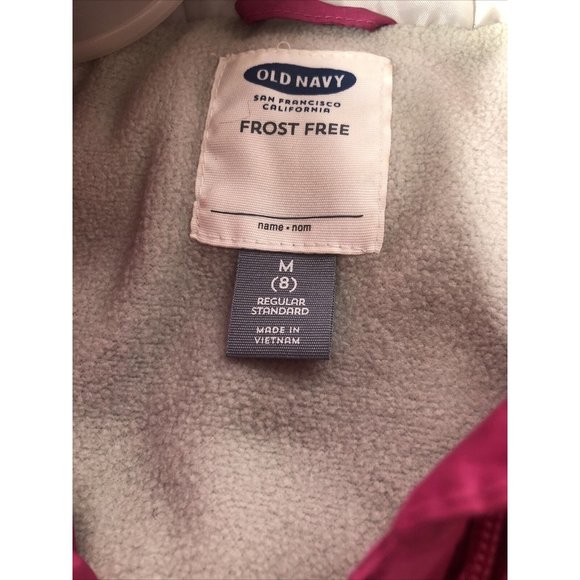 OLD NAVY
SAN FRANCISCO
CALIFORNIA
FROST FREE
name • nom
M
(8)
REGULAR
STANDARD
MADE IN
VIETNAM